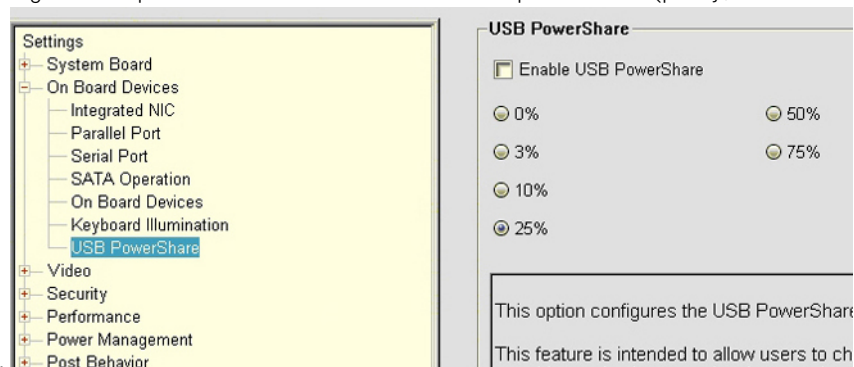 Settings
System Board
On Board Devices
Integrated NIC
Parallel Port
Serial Port
SATA Operation
On Board Devices
Keyboard Illumination
USB PowerShare
Video
Security
Performance
Power Management
Post Behavior
USB PowerShare
Enable USB PowerShare
0% 50%
3% 75%
10%
25%
This option configures the USB PowerShare
This feature is intended to allow users to ch